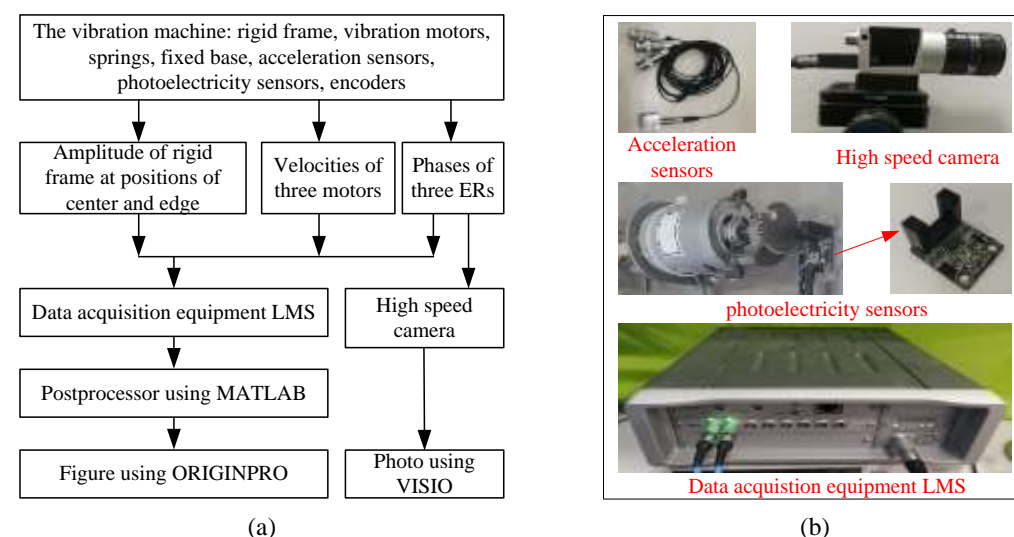 The vibration machine: rigid frame, vibration motors,
springs, fixed base, acceleration sensors,
photoelectricity sensors, encoders
Amplitude of rigid
frame at positions of
center and edge
Velocities of
three motors
Phases of
three ERs
Data acquisition equipment LMS
High speed
camera
Postprocessor using MATLAB
Figure using ORIGINPRO
Photo using
VISIO
(a)
Acceleration
sensors
High speed camera
photoelectricity sensors
Data acquistion equipment LMS
(b)